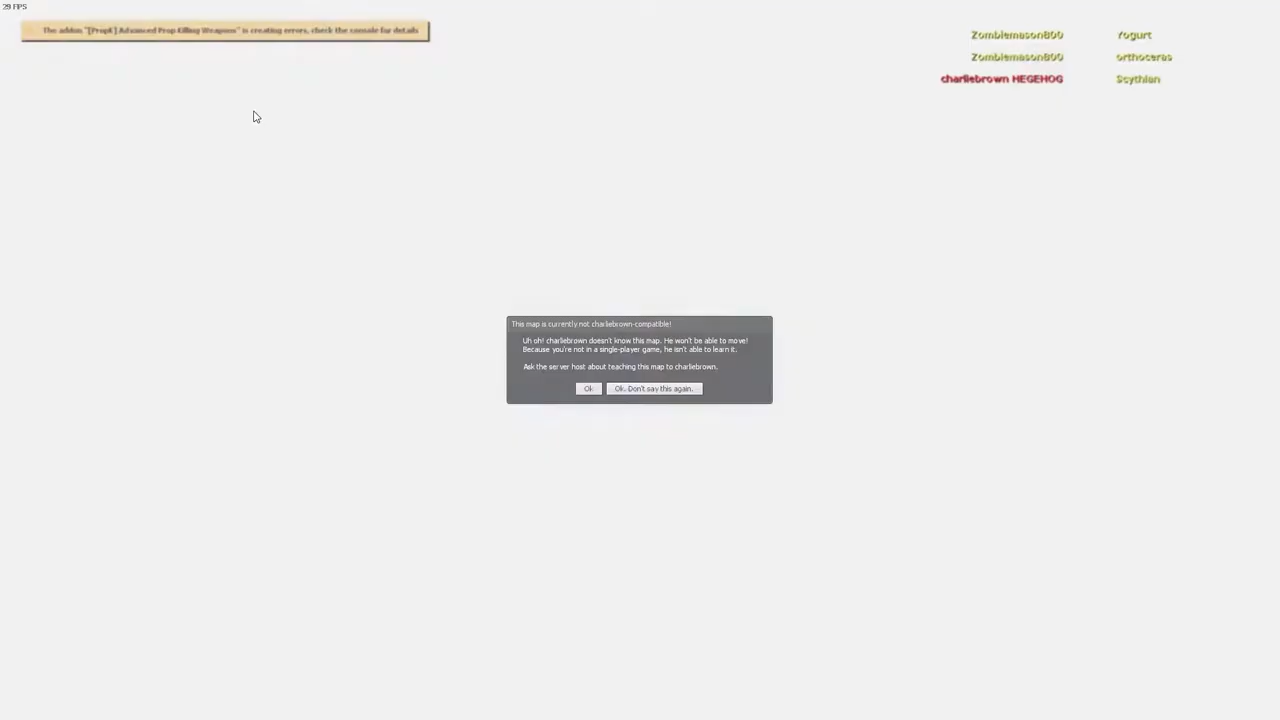 29 FPS
The addon "[PropK] Advanced Prop Killing Weapons" is creating errors, check the console for details
Zombiemason800 Yogurt
Zombiemason800 orthoceras
charliebrown HEGEHOG Scythian
This map is currently not charliebrown-compatible!
Uh oh! charliebrown doesn't know this map. He won't be able to move!
Because you're not in a single-player game, he isn't able to learn it.
Ask the server host about teaching this map to charliebrown.
Ok Ok. Don't say this again.